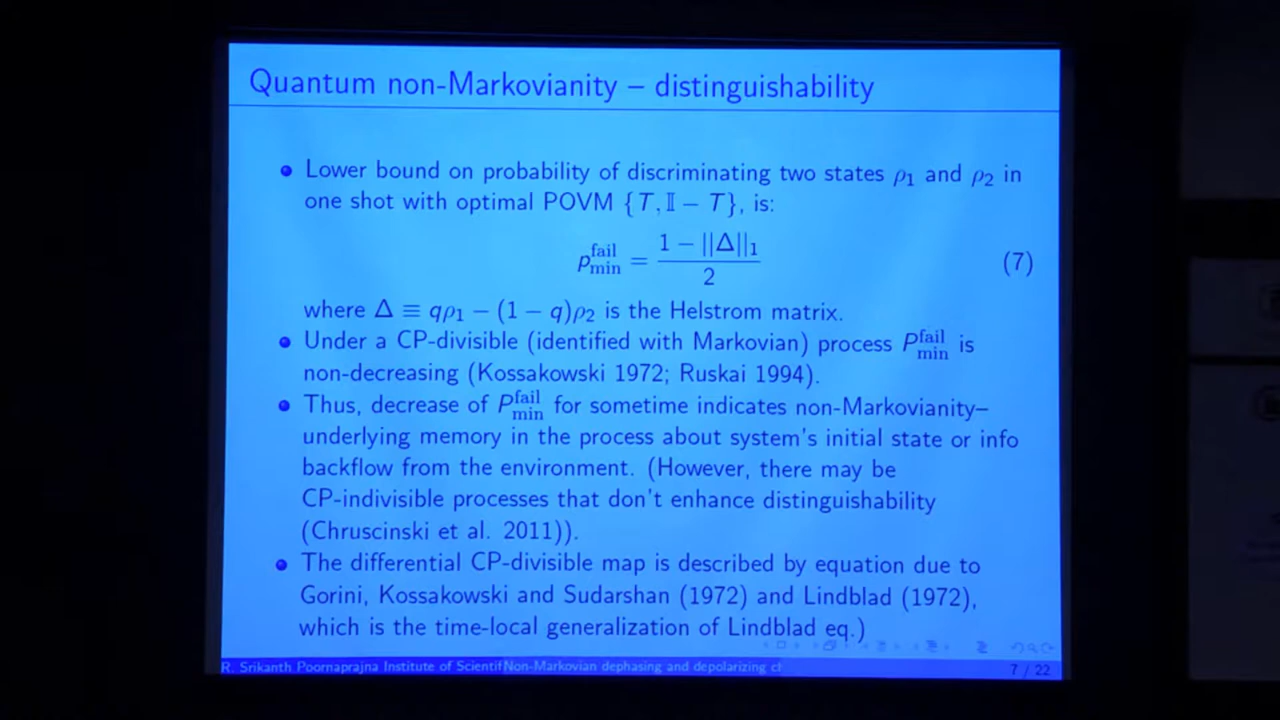 Quantum non-Markovianity – distinguishability
• Lower bound on probability of discriminating two states ρ₁ and ρ₂ in
one shot with optimal POVM {T, 𝕀 − T}, is:
p_min^fail = (1 − ||Δ||₁) / 2 (7)
where Δ ≡ qρ₁ − (1 − q)ρ₂ is the Helstrom matrix.
• Under a CP-divisible (identified with Markovian) process P_min^fail is
non-decreasing (Kossakowski 1972; Ruskai 1994).
• Thus, decrease of P_min^fail for sometime indicates non-Markovianity–
underlying memory in the process about system's initial state or info
backflow from the environment. (However, there may be
CP-indivisible processes that don't enhance distinguishability
(Chruscinski et al. 2011)).
• The differential CP-divisible map is described by equation due to
Gorini, Kossakowski and Sudarshan (1972) and Lindblad (1972),
which is the time-local generalization of Lindblad eq.)
R. Srikanth Poornaprajna Institute of Scientif Non-Markovian dephasing and depolarizing ch 7 / 22